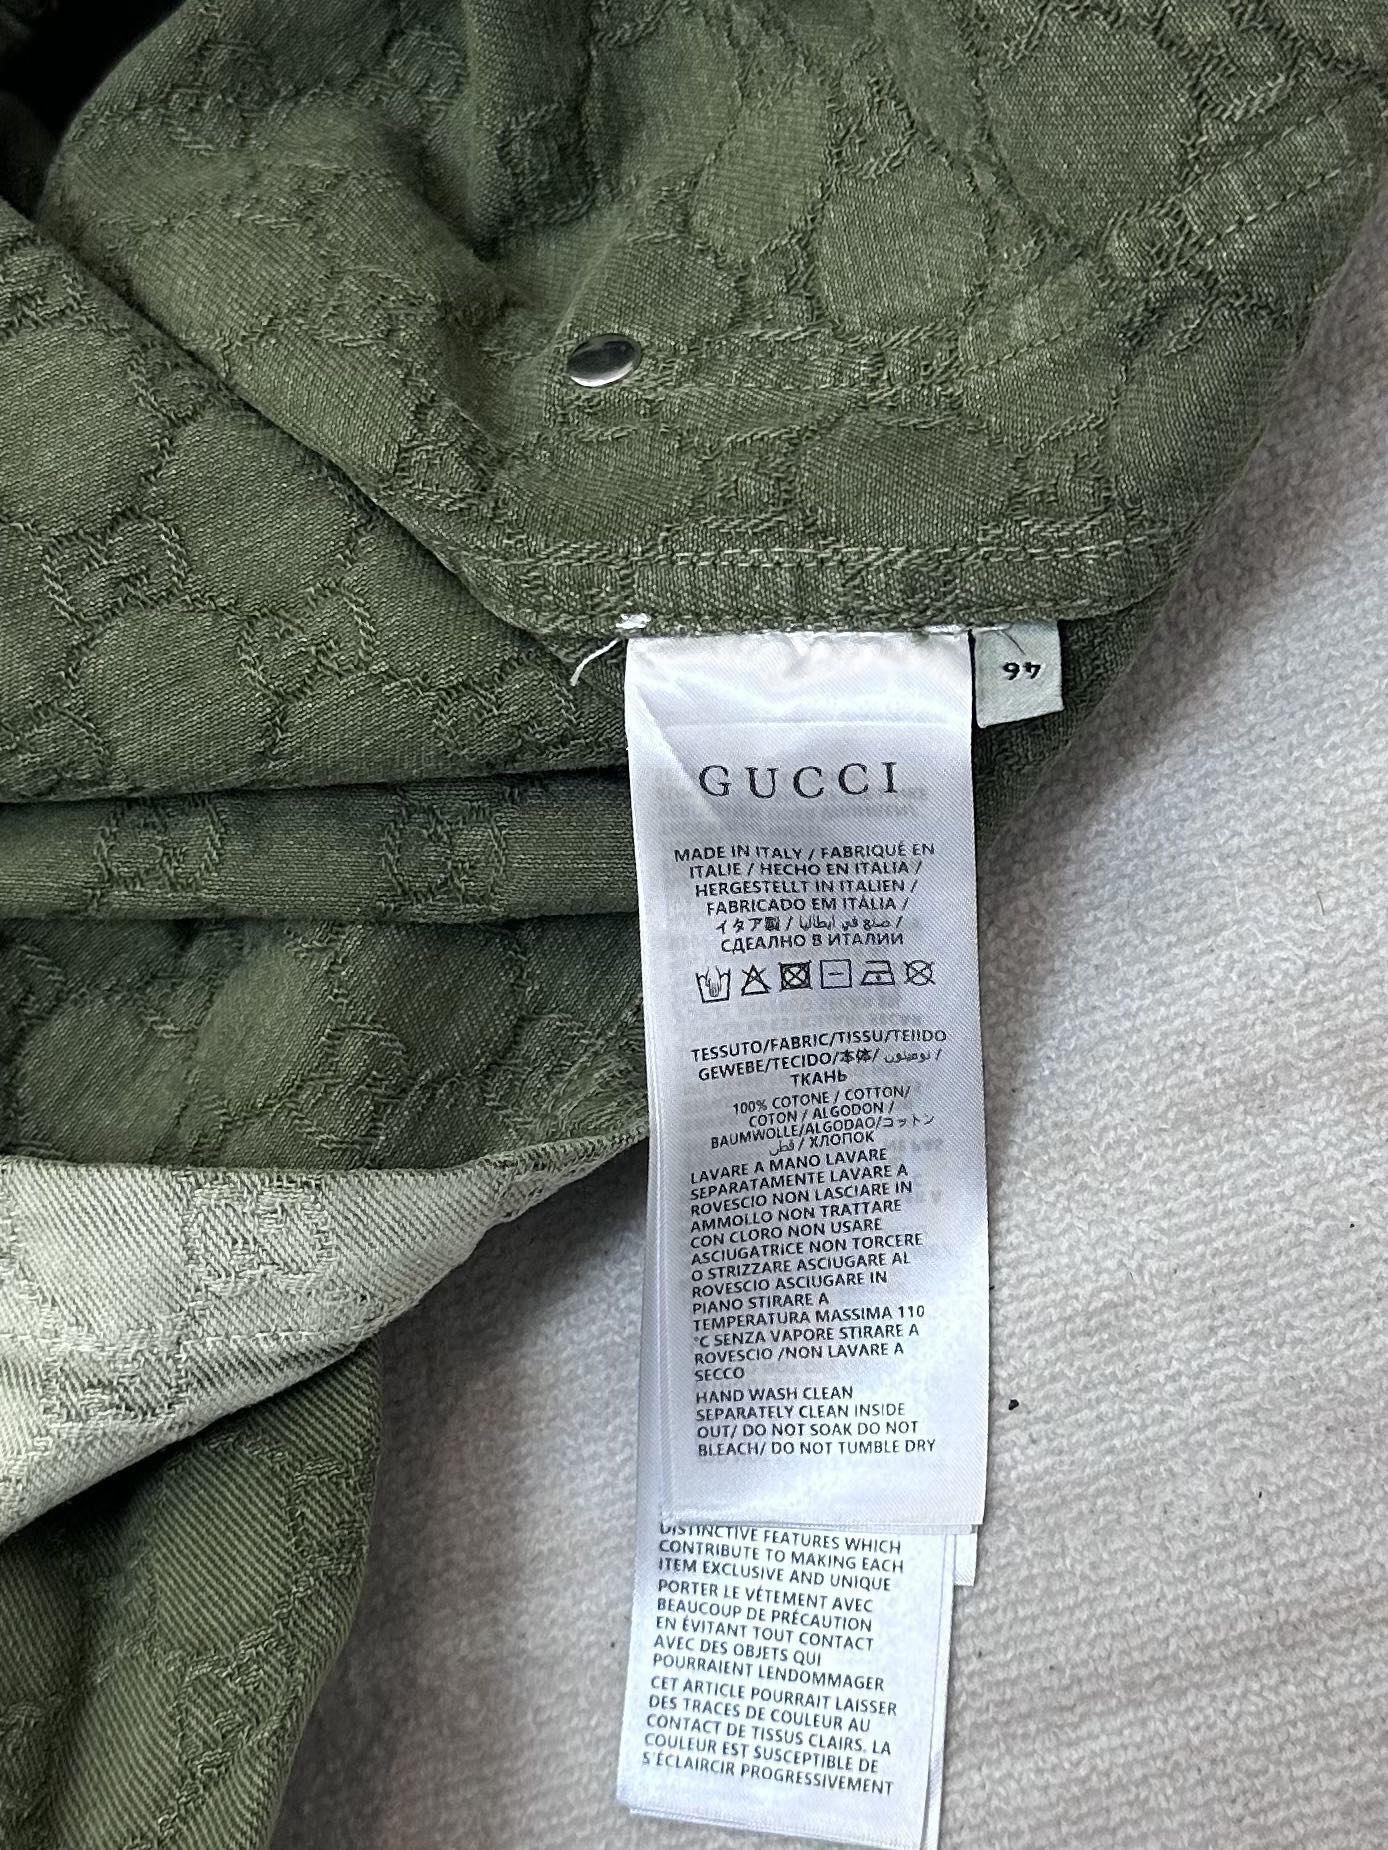 46
GUCCI
MADE IN ITALY / FABRIQUÉ EN
ITALIE / HECHO EN ITALIA /
HERGESTELLT IN ITALIEN /
FABRICADO EM ITÁLIA /
イタア製 / صنع في إيطاليا /
СДЕАЛНО В ИТАЛИИ
TESSUTO/FABRIC/TISSU/TEIIDO
GEWEBE/TECIDO/本体/
ТКАНЬ
100% COTONE / COTTON/
COTON / ALGODON /
BAUMWOLLE/ALGODAO/コットン
قطن / ХЛОПОК
LAVARE A MANO LAVARE
SEPARATAMENTE LAVARE A
ROVESCIO NON LASCIARE IN
AMMOLLO NON TRATTARE
CON CLORO NON USARE
ASCIUGATRICE NON TORCERE
O STRIZZARE ASCIUGARE AL
ROVESCIO ASCIUGARE IN
PIANO STIRARE A
TEMPERATURA MASSIMA 110
°C SENZA VAPORE STIRARE A
ROVESCIO /NON LAVARE A
SECCO
HAND WASH CLEAN
SEPARATELY CLEAN INSIDE
OUT/ DO NOT SOAK DO NOT
BLEACH/ DO NOT TUMBLE DRY
DISTINCTIVE FEATURES WHICH
CONTRIBUTE TO MAKING EACH
ITEM EXCLUSIVE AND UNIQUE
PORTER LE VÉTEMENT AVEC
BEAUCOUP DE PRÉCAUTION
EN ÉVITANT TOUT CONTACT
AVEC DES OBJETS QUI
POURRAIENT LENDOMMAGER
CET ARTICLE POURRAIT LAISSER
DES TRACES DE COULEUR AU
CONTACT DE TISSUS CLAIRS. LA
COULEUR EST SUSCEPTIBLE DE
S'ÉCLAIRCIR PROGRESSIVEMENT